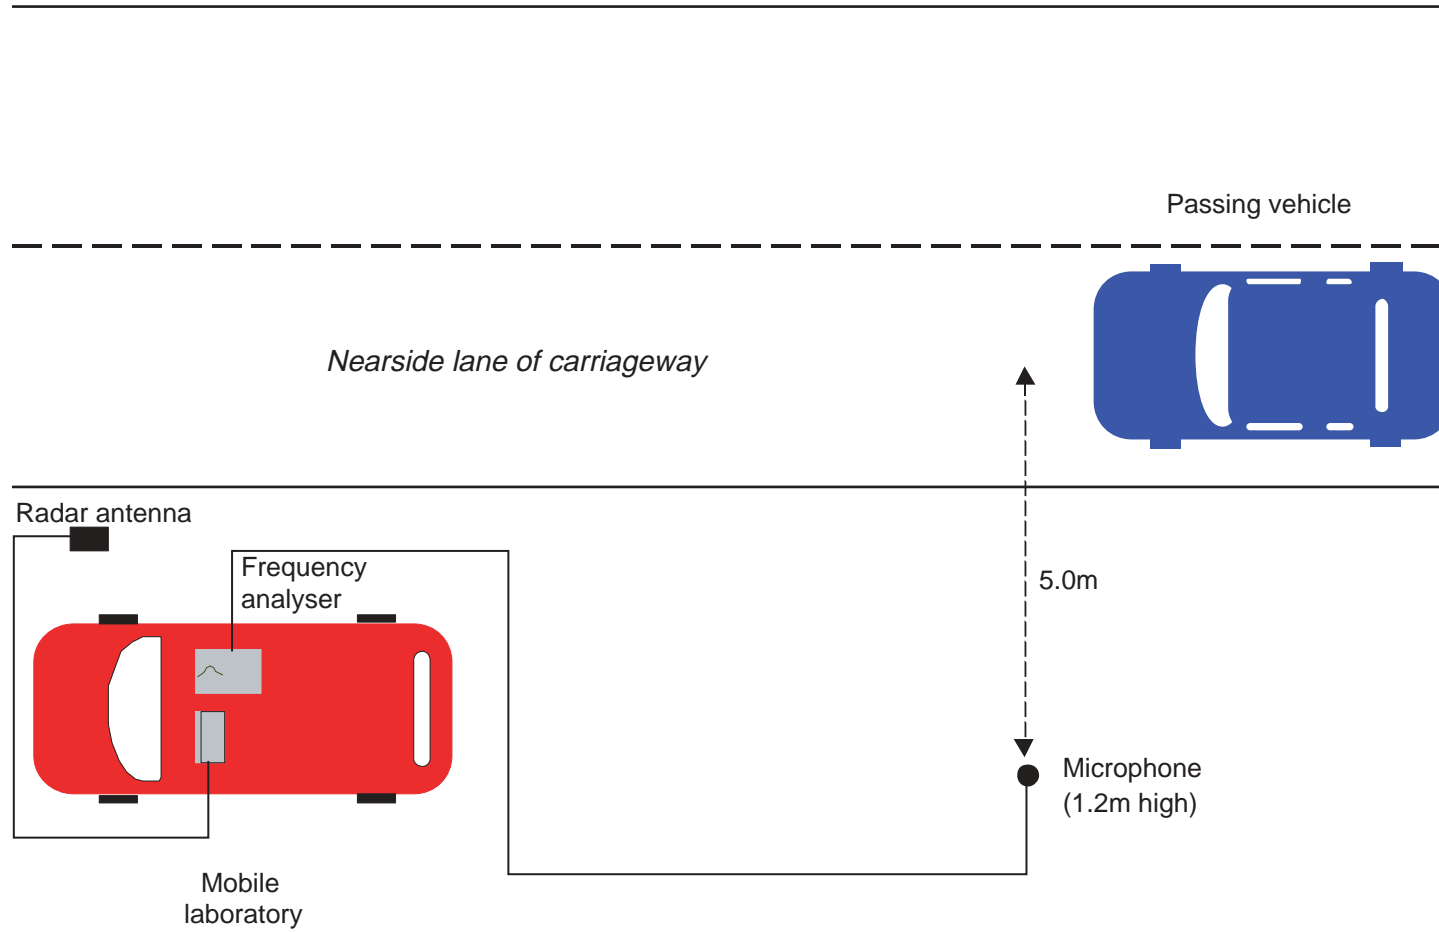 Passing vehicle
Nearside lane of carriageway
Radar antenna
Frequency
analyser
5.0m
Microphone
(1.2m high)
Mobile
laboratory